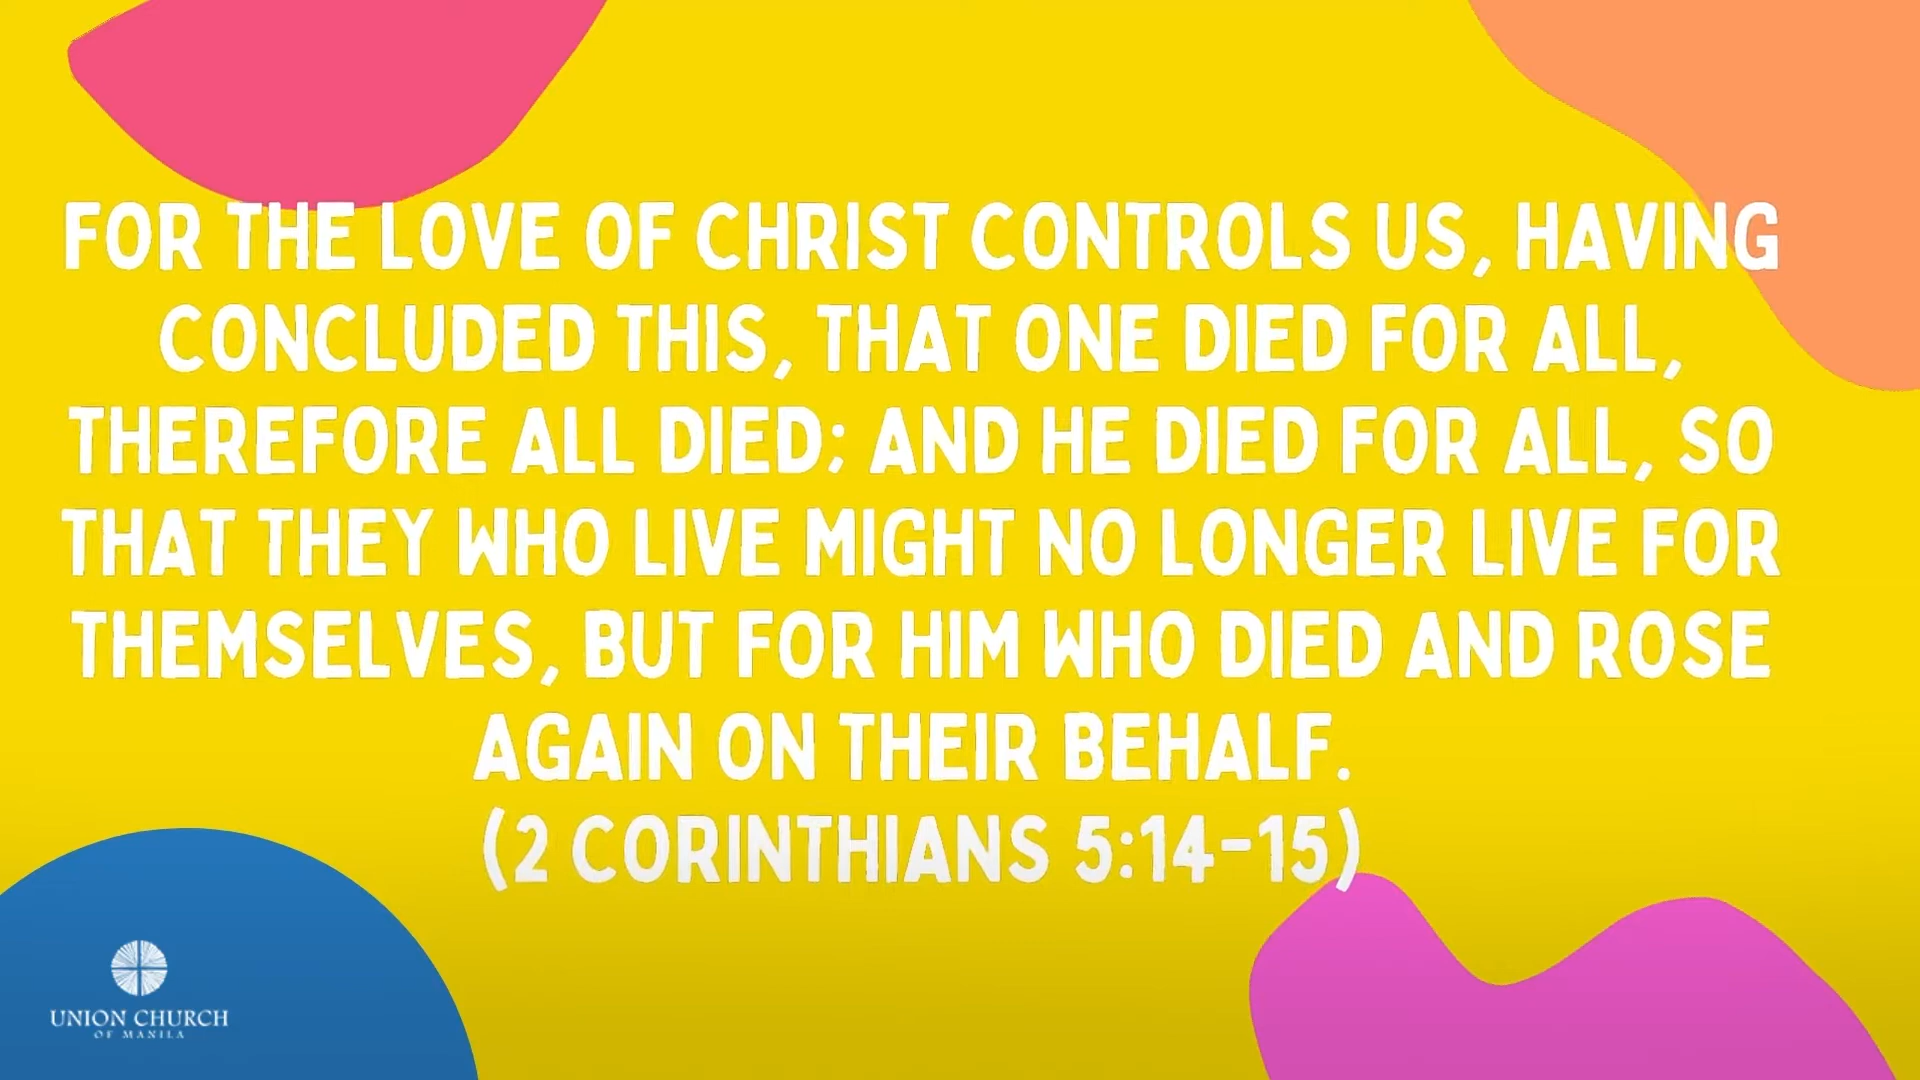 FOR THE LOVE OF CHRIST CONTROLS US, HAVING
CONCLUDED THIS, THAT ONE DIED FOR ALL,
THEREFORE ALL DIED; AND HE DIED FOR ALL, SO
THAT THEY WHO LIVE MIGHT NO LONGER LIVE FOR
THEMSELVES, BUT FOR HIM WHO DIED AND ROSE
AGAIN ON THEIR BEHALF.
(2 CORINTHIANS 5:14-15)
UNION CHURCH
OF MANILA